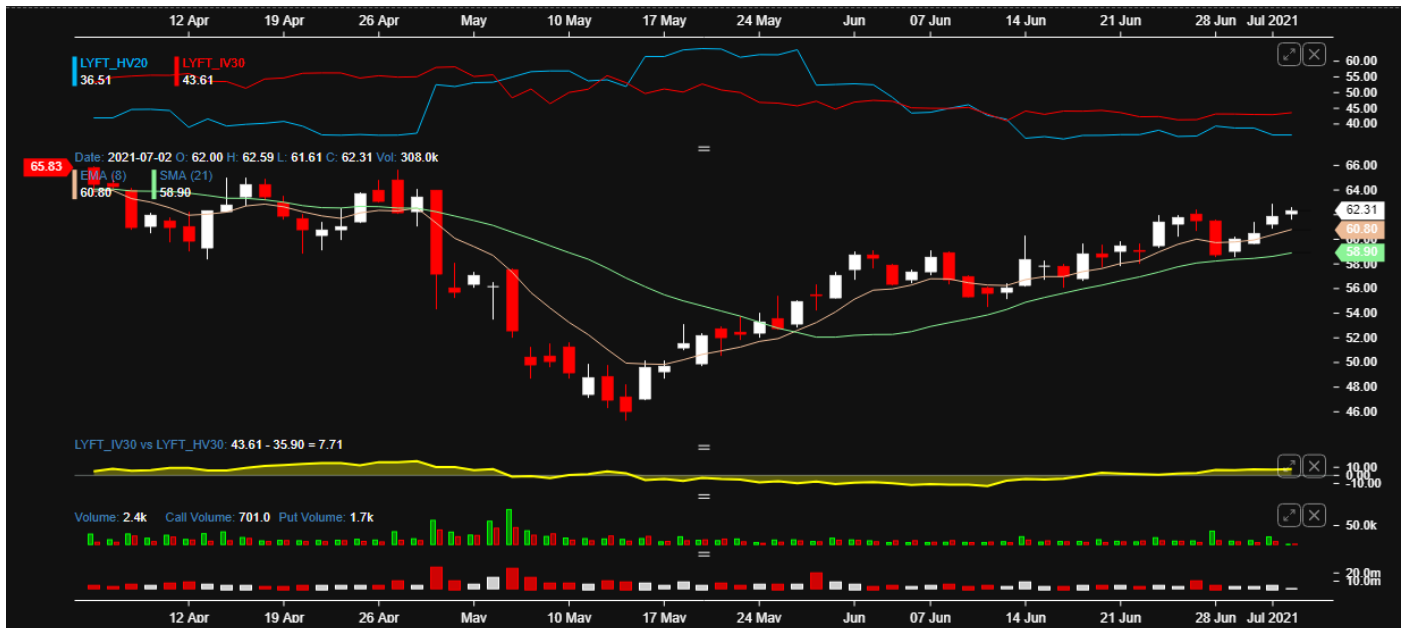 12 Apr 19 Apr 26 Apr May 10 May 17 May 24 May Jun 07 Jun 14 Jun 21 Jun 28 Jun Jul 2021
LYFT_HV20 LYFT_IV30
36.51 43.61
60.00
55.00
50.00
45.00
40.00
Date: 2021-07-02 O: 62.00 H: 62.59 L: 61.61 C: 62.31 Vol: 308.0k
65.83
EMA (8) SMA (21)
60.80 58.90
66.00
64.00
62.31
60.80
60.00
58.90
58.00
56.00
54.00
52.00
50.00
48.00
46.00
LYFT_IV30 vs LYFT_HV30: 43.61 - 35.90 = 7.71
10.00
0.00
-10.00
Volume: 2.4k Call Volume: 701.0 Put Volume: 1.7k
50.0k
20.0m
10.0m
12 Apr 19 Apr 26 Apr May 10 May 17 May 24 May Jun 07 Jun 14 Jun 21 Jun 28 Jun Jul 2021